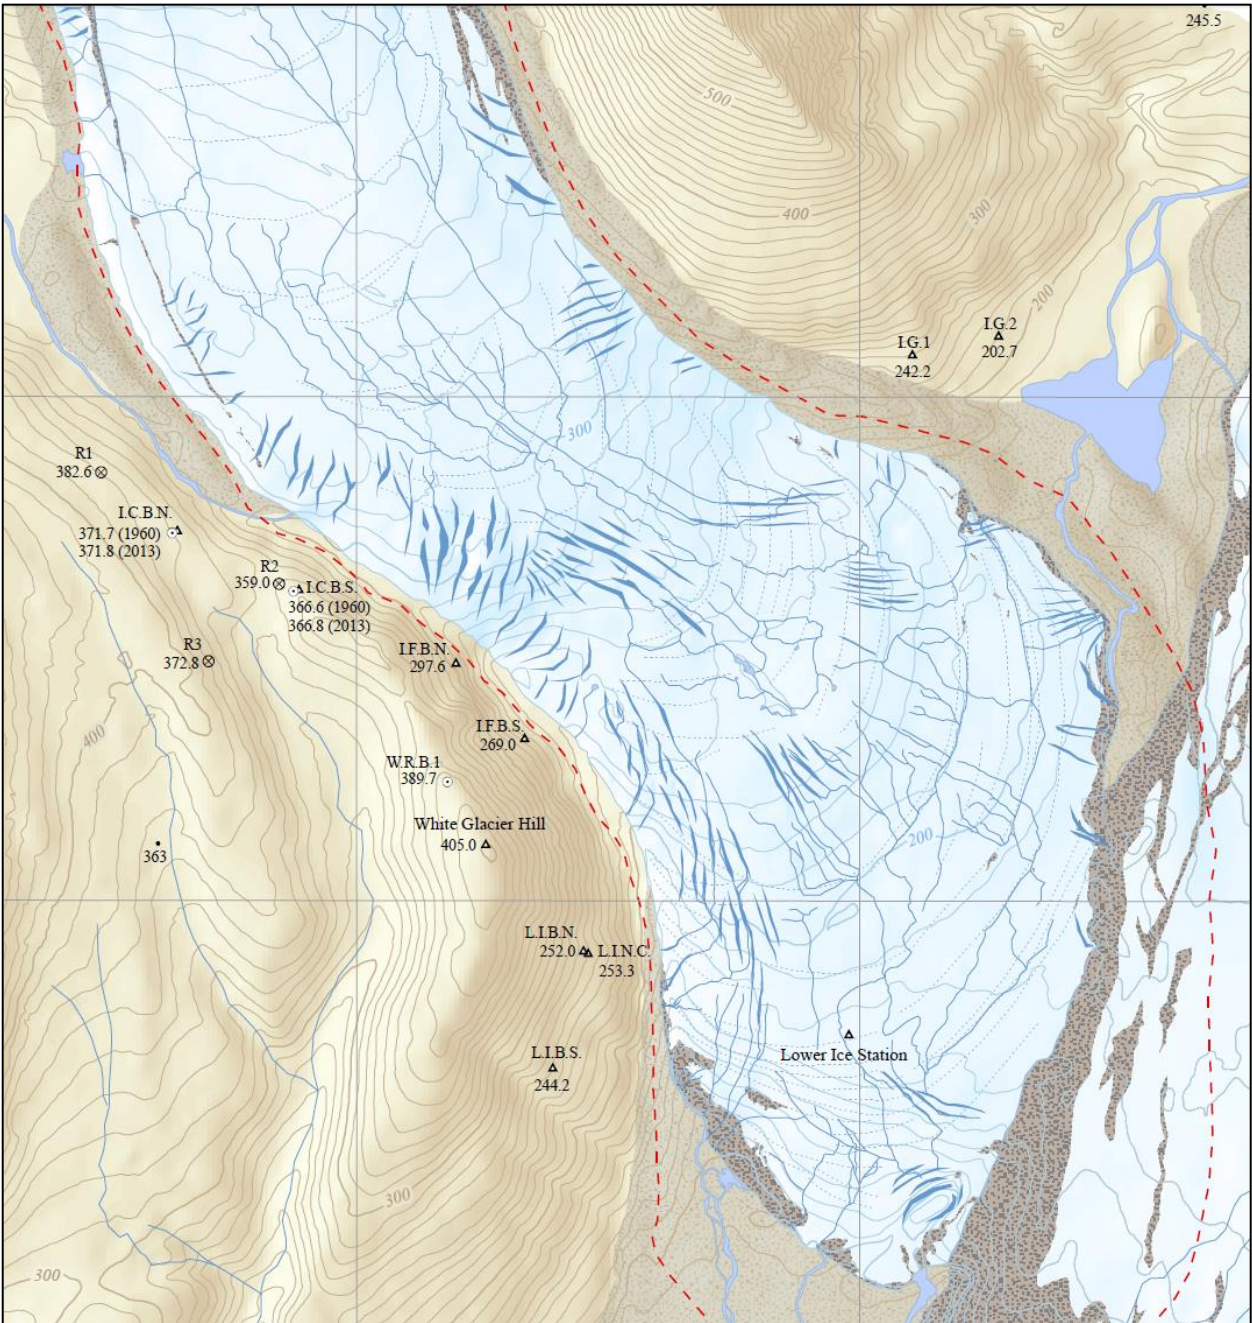 245.5
500
400
300
200
I.G.2
202.7
I.G.1
242.2
300
R1
382.6
I.C.B.N.
371.7 (1960)
371.8 (2013)
R2
359.0
I.C.B.S.
366.6 (1960)
366.8 (2013)
R3
372.8
I.F.B.N.
297.6
400
I.F.B.S.
269.0
W.R.B.1
389.7
White Glacier Hill
405.0
200
363
L.I.B.N.
252.0
L.I.N.C.
253.3
Lower Ice Station
L.I.B.S.
244.2
300
300